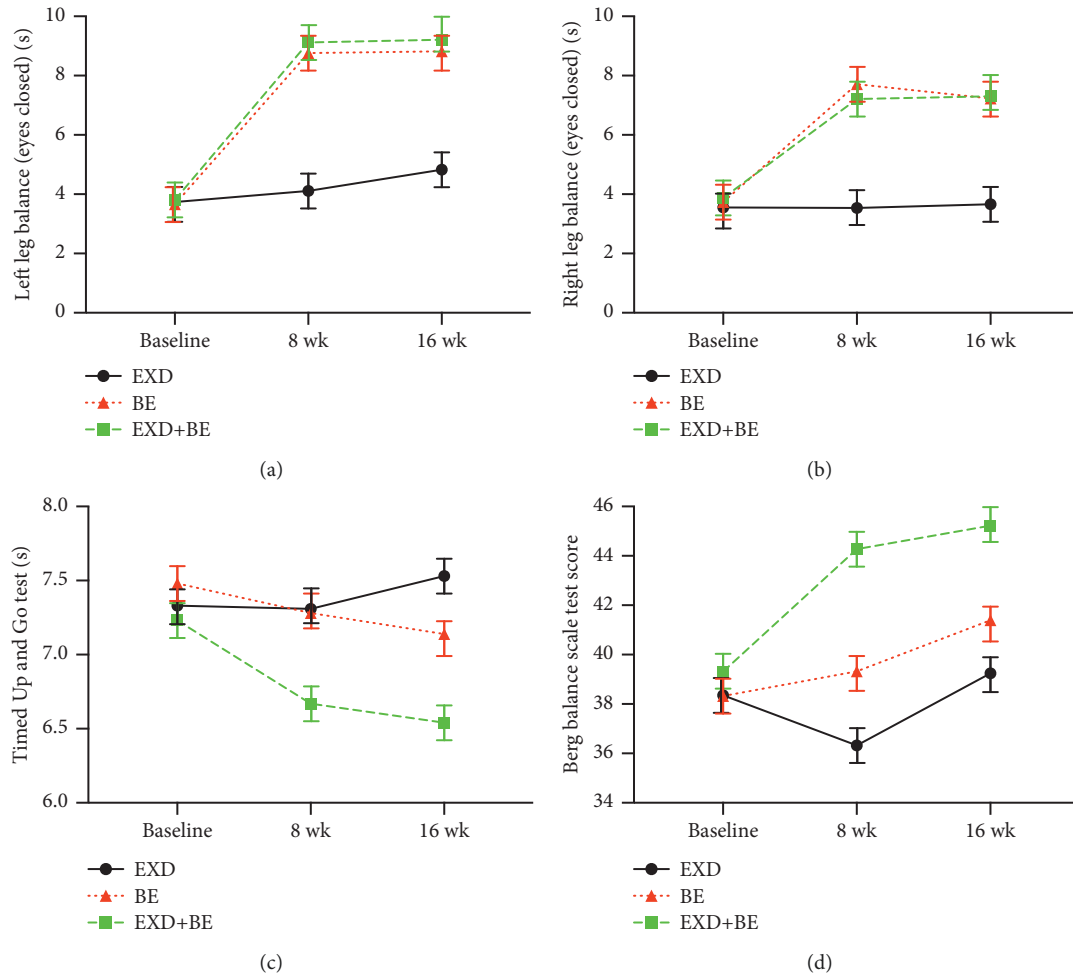 Left leg balance (eyes closed) (s)
10
8
6
4
2
0
Baseline
8 wk
16 wk
EXD
BE
EXD+BE
(a)
Right leg balance (eyes closed) (s)
10
8
6
4
2
0
Baseline
8 wk
16 wk
EXD
BE
EXD+BE
(b)
Timed Up and Go test (s)
8.0
7.5
7.0
6.5
6.0
Baseline
8 wk
16 wk
EXD
BE
EXD+BE
(c)
Berg balance scale test score
46
44
42
40
38
36
34
Baseline
8 wk
16 wk
EXD
BE
EXD+BE
(d)